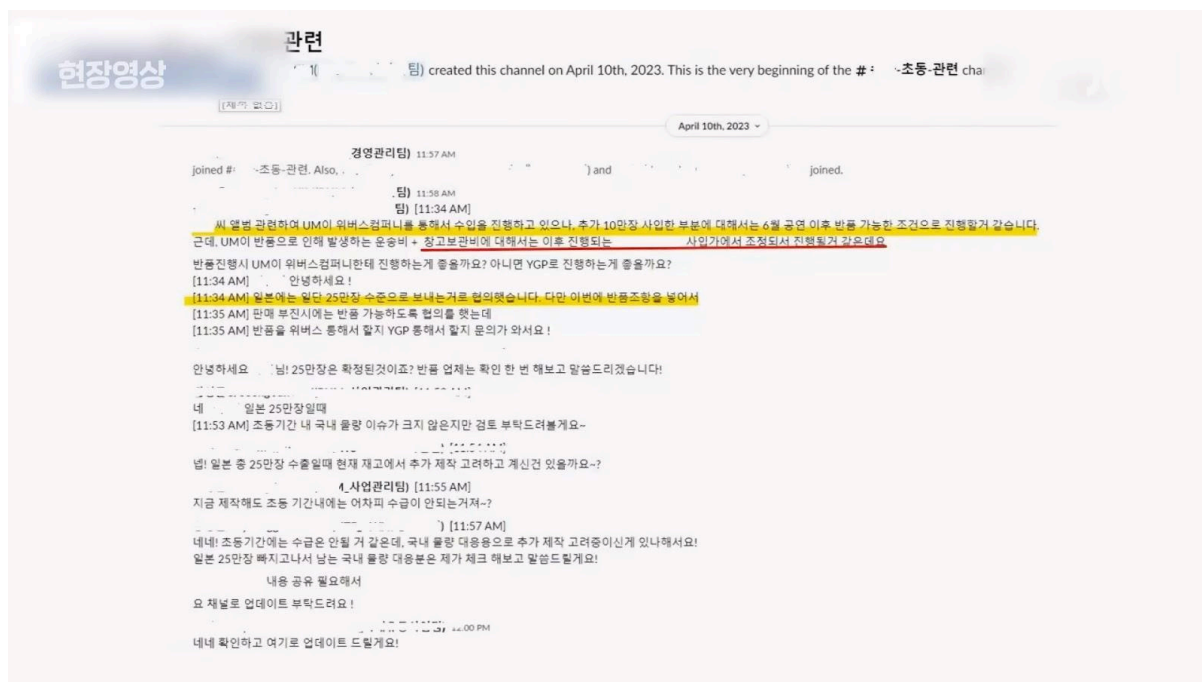 관련
현장영상
팀) created this channel on April 10th, 2023. This is the very beginning of the # -초동-관련 cha
[제목 없음]
April 10th, 2023
경영관리팀) 11:57 AM
joined # -초동-관련. Also, ) and joined.
팀) 11:58 AM
팀) [11:34 AM]
씨 앨범 관련하여 UM이 위버스컴퍼니를 통해서 수입을 진행하고 있으나, 추가 10만장 사입한 부분에 대해서는 6월 공연 이후 반품 가능한 조건으로 진행할거 같습니다.
근데, UM이 반품으로 인해 발생하는 운송비 + 창고보관비에 대해서는 이후 진행되는 사입가에서 조정되서 진행될거 같은데요
반품진행시 UM이 위버스컴퍼니한테 진행하는게 좋을까요? 아니면 YGP로 진행하는게 좋을까요?
[11:34 AM] 안녕하세요 !
[11:34 AM] 일본에는 일단 25만장 수준으로 보내는거로 협의했습니다. 다만 이번에 반품조항을 넣어서
[11:35 AM] 판매 부진시에는 반품 가능하도록 협의를 햇는데
[11:35 AM] 반품을 위버스 통해서 할지 YGP 통해서 할지 문의가 와서요 !
안녕하세요 님! 25만장은 확정된것이죠? 반품 업체는 확인 한 번 해보고 말씀드리겠습니다!
네 일본 25만장일때
[11:53 AM] 초동기간 내 국내 물량 이슈가 크지 않은지만 검토 부탁드려볼게요~
넵! 일본 중 25만장 수출일때 현재 재고에서 추가 제작 고려하고 계신건 있을까요~?
_사업관리팀) [11:55 AM]
지금 제작해도 초동 기간내에는 어차피 수급이 안되는거져~?
) [11:57 AM]
네네! 초동기간에는 수급은 안될 거 같은데, 국내 물량 대응용으로 추가 제작 고려중이신게 있나해서요!
일본 25만장 빠지고나서 남는 국내 물량 대응분은 제가 체크 해보고 말씀드릴게요!
내용 공유 필요해서
요 채널로 업데이트 부탁드려요 !
12:00 PM
네네 확인하고 여기로 업데이트 드릴게요!